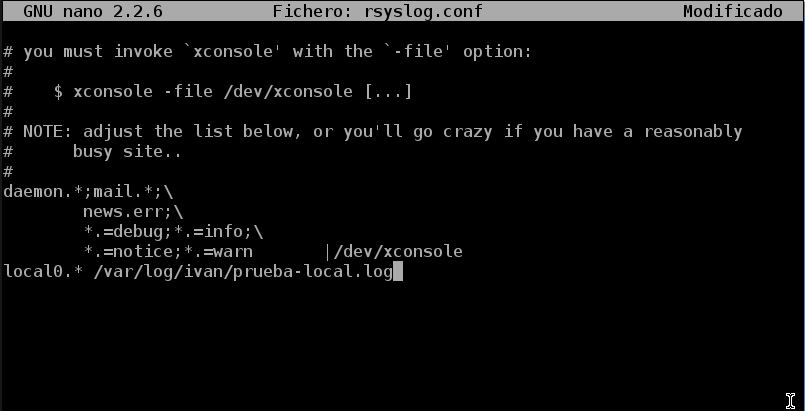 GNU nano 2.2.6 Fichero: rsyslog.conf Modificado
# you must invoke `xconsole' with the `-file' option:
#
#    $ xconsole -file /dev/xconsole [...]
#
# NOTE: adjust the list below, or you'll go crazy if you have a reasonably
#      busy site..
#
daemon.*;mail.*;\
        news.err;\
        *.=debug;*.=info;\
        *.=notice;*.=warn       |/dev/xconsole
local0.* /var/log/ivan/prueba-local.log